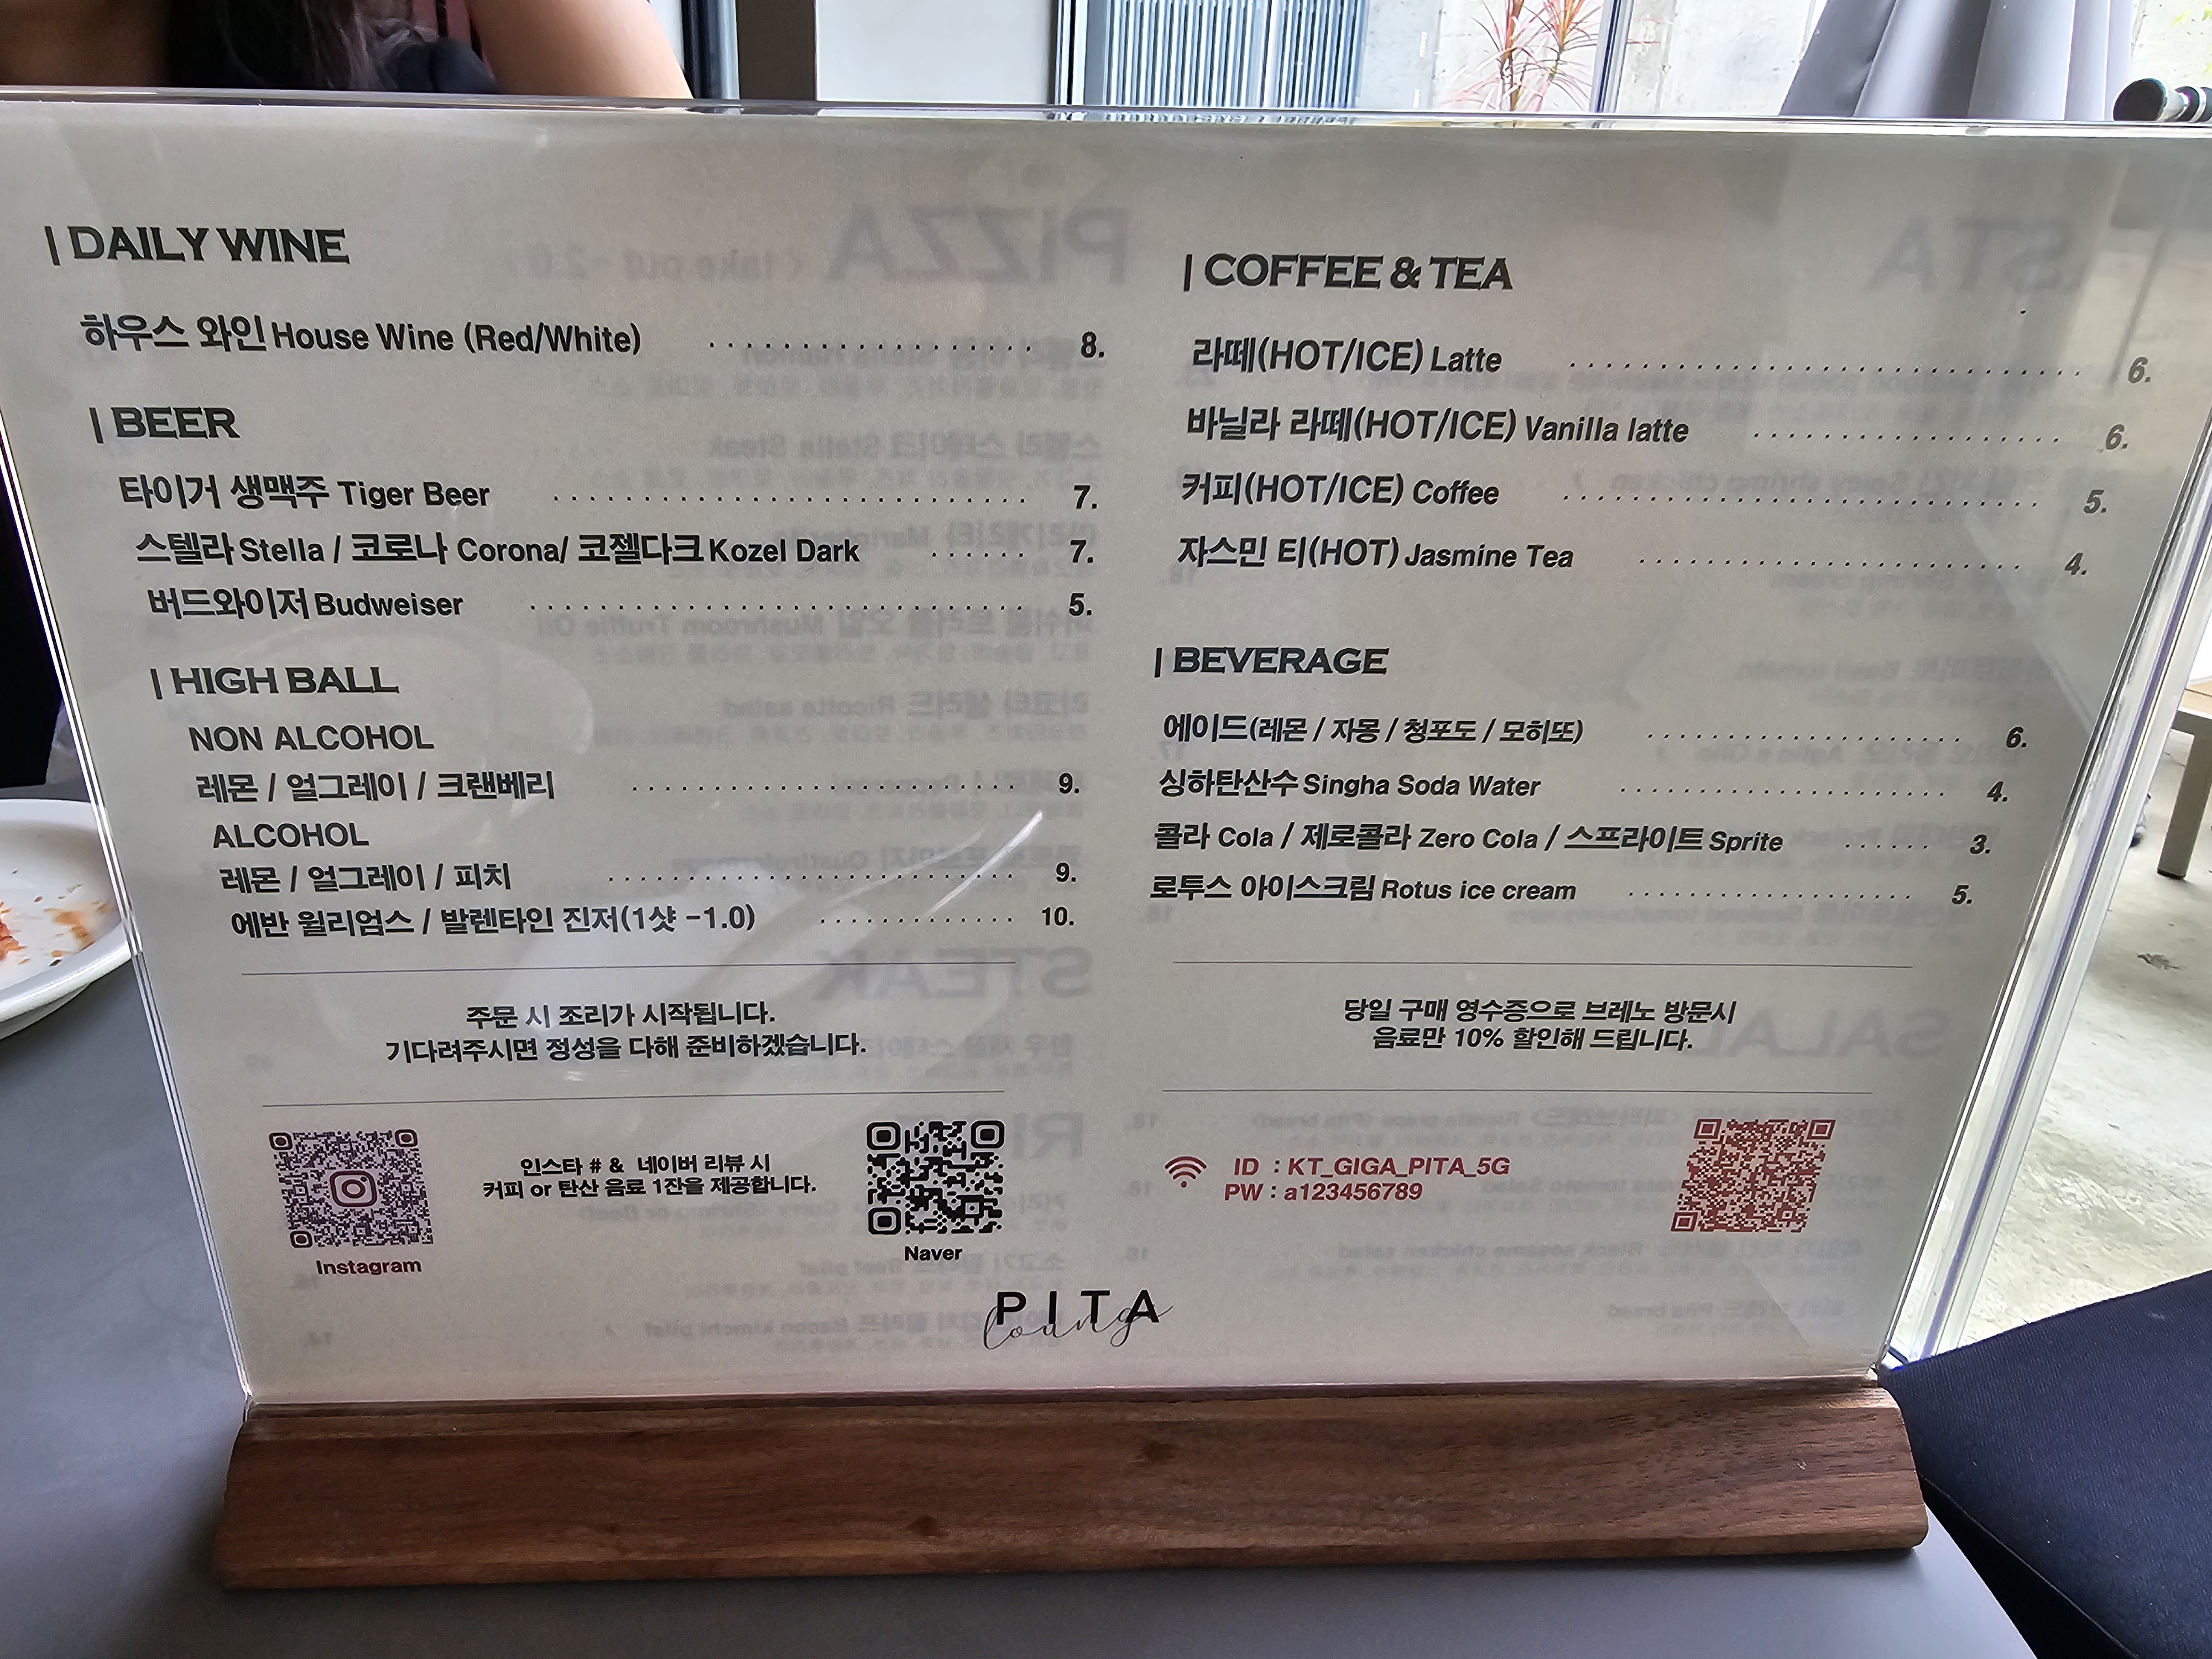 | DAILY WINE
하우스 와인 House Wine (Red/White) .................. 8.
| BEER
타이거 생맥주 Tiger Beer .......................... 7.
스텔라 Stella / 코로나 Corona/ 코젤다크 Kozel Dark ...... 7.
버드와이저 Budweiser ........................... 5.
| HIGH BALL
NON ALCOHOL
레몬 / 얼그레이 / 크랜베리 ..................... 9.
ALCOHOL
레몬 / 얼그레이 / 피치 ...................... 9.
에반 윌리엄스 / 발렌타인 진저(1샷 -1.0) ............. 10.
주문 시 조리가 시작됩니다.
기다려주시면 정성을 다해 준비하겠습니다.
인스타 # & 네이버 리뷰 시
커피 or 탄산 음료 1잔을 제공합니다.
Instagram
Naver
| COFFEE & TEA
라떼(HOT/ICE) Latte ............................ 6.
바닐라 라떼(HOT/ICE) Vanilla latte ................. 6.
커피(HOT/ICE) Coffee .......................... 5.
자스민 티(HOT) Jasmine Tea ..................... 4.
| BEVERAGE
에이드(레몬 / 자몽 / 청포도 / 모히또) ................. 6.
싱하탄산수 Singha Soda Water .................... 4.
콜라 Cola / 제로콜라 Zero Cola / 스프라이트 Sprite ...... 3.
로투스 아이스크림 Rotus ice cream ................. 5.
당일 구매 영수증으로 브레노 방문시
음료만 10% 할인해 드립니다.
ID : KT_GIGA_PITA_5G
PW : a123456789
PITA
lounge